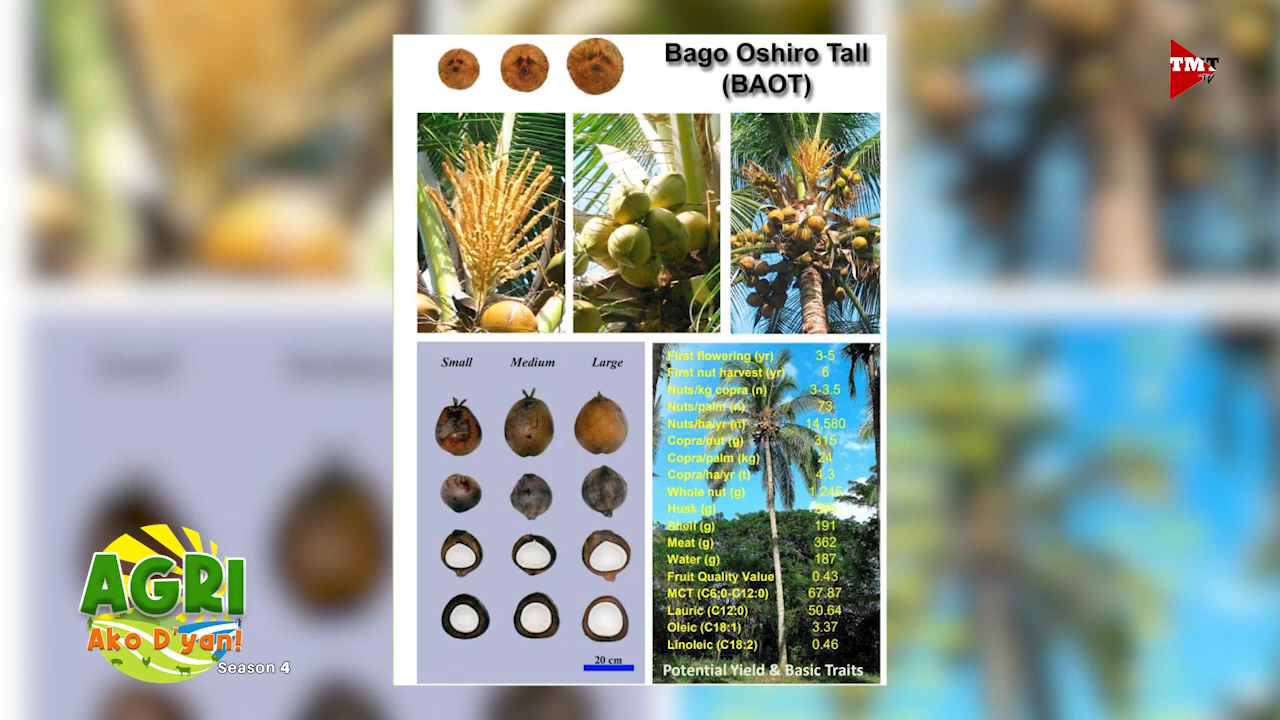 Bago Oshiro Tall
(BAOT)
TMT
TV
Small Medium Large
20 cm
First flowering (yr) 3-5
First nut harvest (yr) 6
Nuts/kg copra (n) 3-3.5
Nuts/palm (n) 73
Nuts/ha/yr (n) 14,580
Copra/nut (g) 315
Copra/palm (kg) 24
Copra/ha/yr (t) 4.3
Whole nut (g) 1,245
Husk (g)
Shell (g) 191
Meat (g) 362
Water (g) 187
Fruit Quality Value 0.43
MCT (C6:0-C12:0) 67.87
Lauric (C12:0) 50.64
Oleic (C18:1) 3.37
Linoleic (C18:2) 0.46
Potential Yield & Basic Traits
AGRI
Ako D'yan!
Season 4